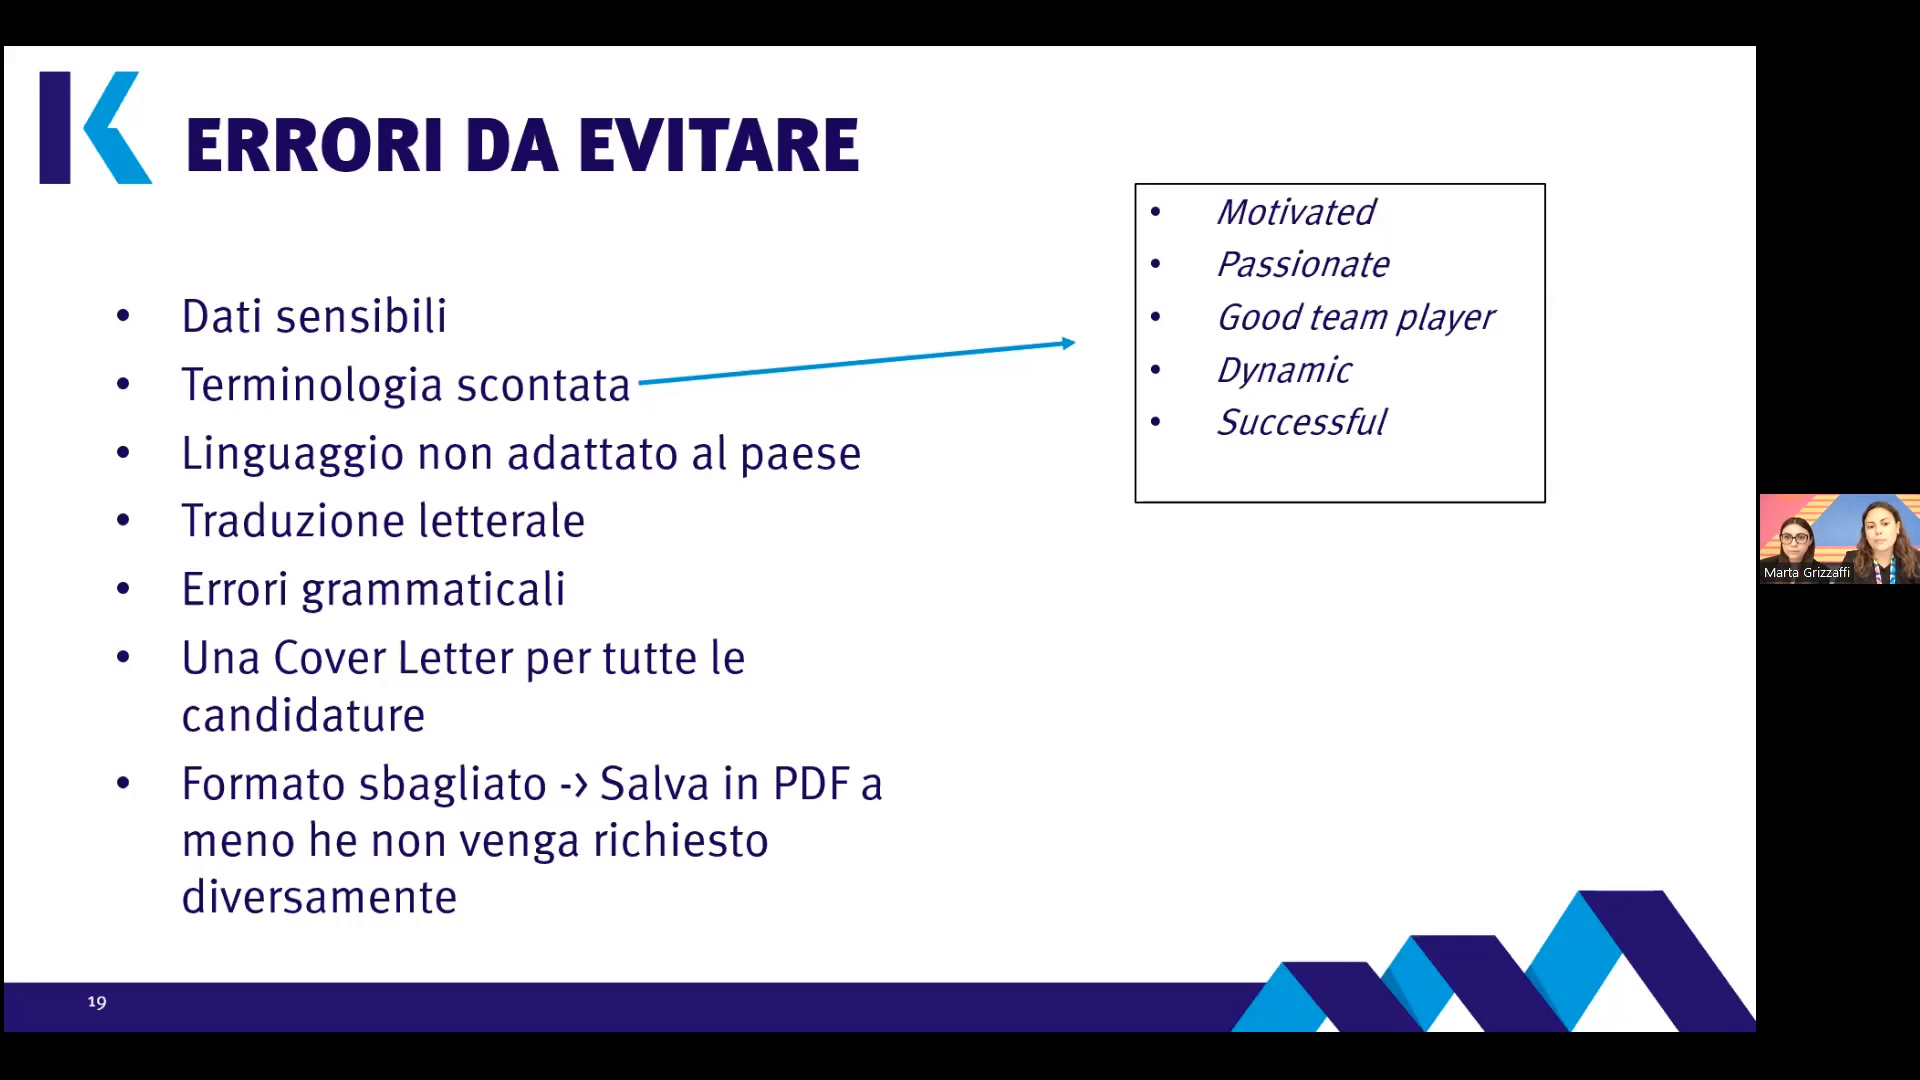 ERRORI DA EVITARE
• Dati sensibili
• Terminologia scontata
• Linguaggio non adattato al paese
• Traduzione letterale
• Errori grammaticali
• Una Cover Letter per tutte le
candidature
• Formato sbagliato -> Salva in PDF a
meno he non venga richiesto
diversamente
• Motivated
• Passionate
• Good team player
• Dynamic
• Successful
Marta Grizzaffi
19